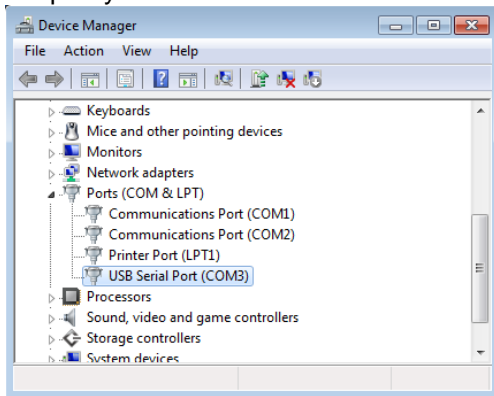 Device Manager
File Action View Help
Keyboards
Mice and other pointing devices
Monitors
Network adapters
Ports (COM & LPT)
Communications Port (COM1)
Communications Port (COM2)
Printer Port (LPT1)
USB Serial Port (COM3)
Processors
Sound, video and game controllers
Storage controllers
System devices